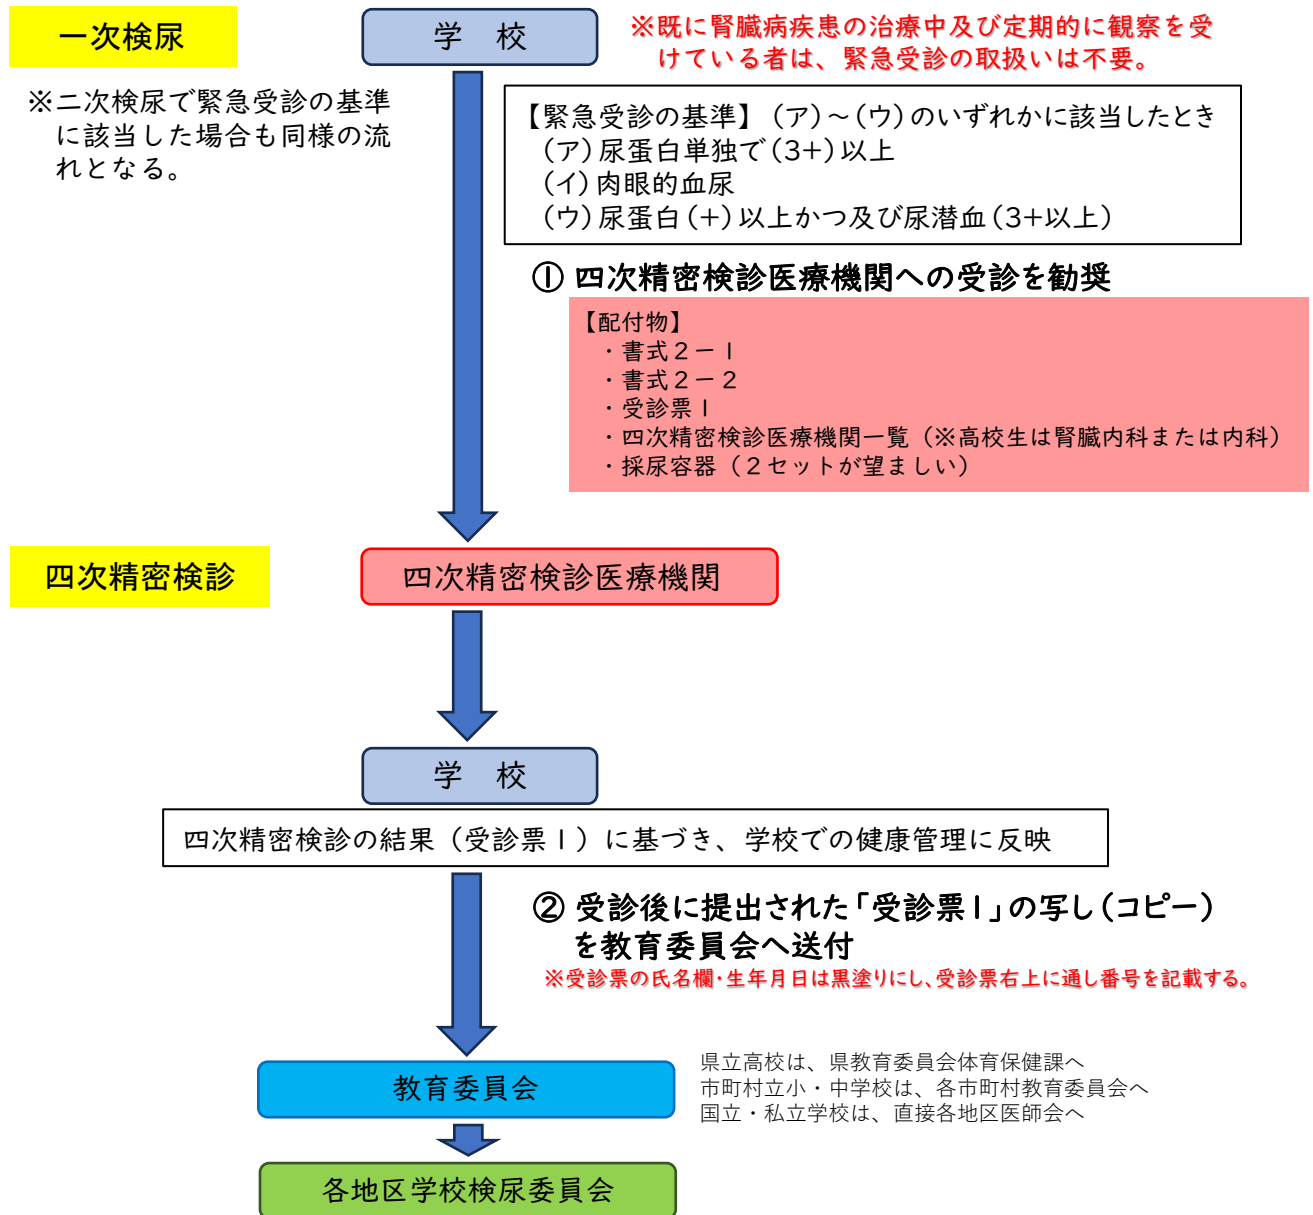 一次検尿
学　校
※既に腎臓病疾患の治療中及び定期的に観察を受
けている者は、緊急受診の取扱いは不要。
※二次検尿で緊急受診の基準
に該当した場合も同様の流
れとなる。
【緊急受診の基準】（ア）～（ウ）のいずれかに該当したとき
（ア）尿蛋白単独で（3+）以上
（イ）肉眼的血尿
（ウ）尿蛋白（+）以上かつ及び尿潜血（3+以上）
① 四次精密検診医療機関への受診を勧奨
【配付物】
・書式２－１
・書式２－２
・受診票１
・四次精密検診医療機関一覧（※高校生は腎臓内科または内科）
・採尿容器（２セットが望ましい）
四次精密検診
四次精密検診医療機関
学　校
四次精密検診の結果（受診票１）に基づき、学校での健康管理に反映
② 受診後に提出された「受診票１」の写し（コピー）
を教育委員会へ送付
※受診票の氏名欄・生年月日は黒塗りにし、受診票右上に通し番号を記載する。
教育委員会
県立高校は、県教育委員会体育保健課へ
市町村立小・中学校は、各市町村教育委員会へ
国立・私立学校は、直接各地区医師会へ
各地区学校検尿委員会